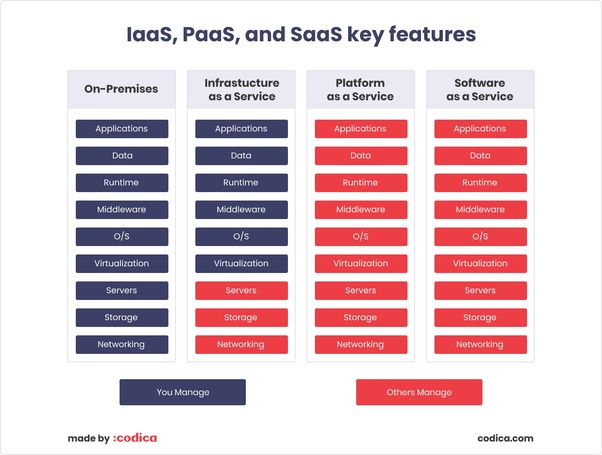 IaaS, PaaS, and SaaS key features
On-Premises
Applications
Data
Runtime
Middleware
O/S
Virtualization
Servers
Storage
Networking
Infrastucture
as a Service
Applications
Data
Runtime
Middleware
O/S
Virtualization
Servers
Storage
Networking
Platform
as a Service
Applications
Data
Runtime
Middleware
O/S
Virtualization
Servers
Storage
Networking
Software
as a Service
Applications
Data
Runtime
Middleware
O/S
Virtualization
Servers
Storage
Networking
You Manage
Others Manage
made by :codica
codica.com